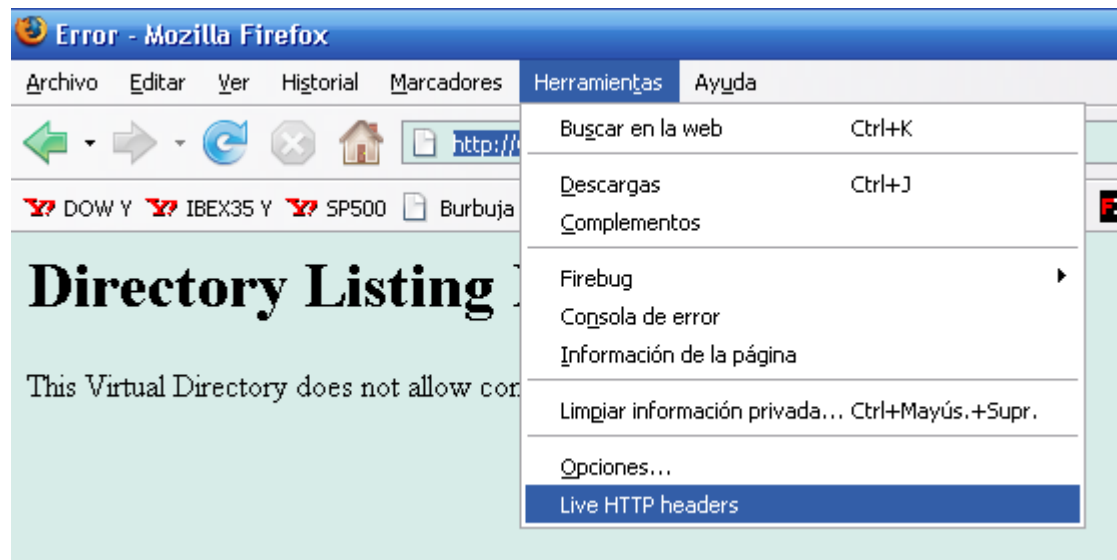 Error - Mozilla Firefox
Archivo Editar Ver Historial Marcadores Herramientas Ayuda
http://
Buscar en la web Ctrl+K
DOW Y IBEX35 Y SP500 Burbuja
Descargas Ctrl+J
Complementos
Directory Listing
Firebug
Consola de error
Información de la página
This Virtual Directory does not allow
Limpiar información privada... Ctrl+Mayús.+Supr.
Opciones...
Live HTTP headers